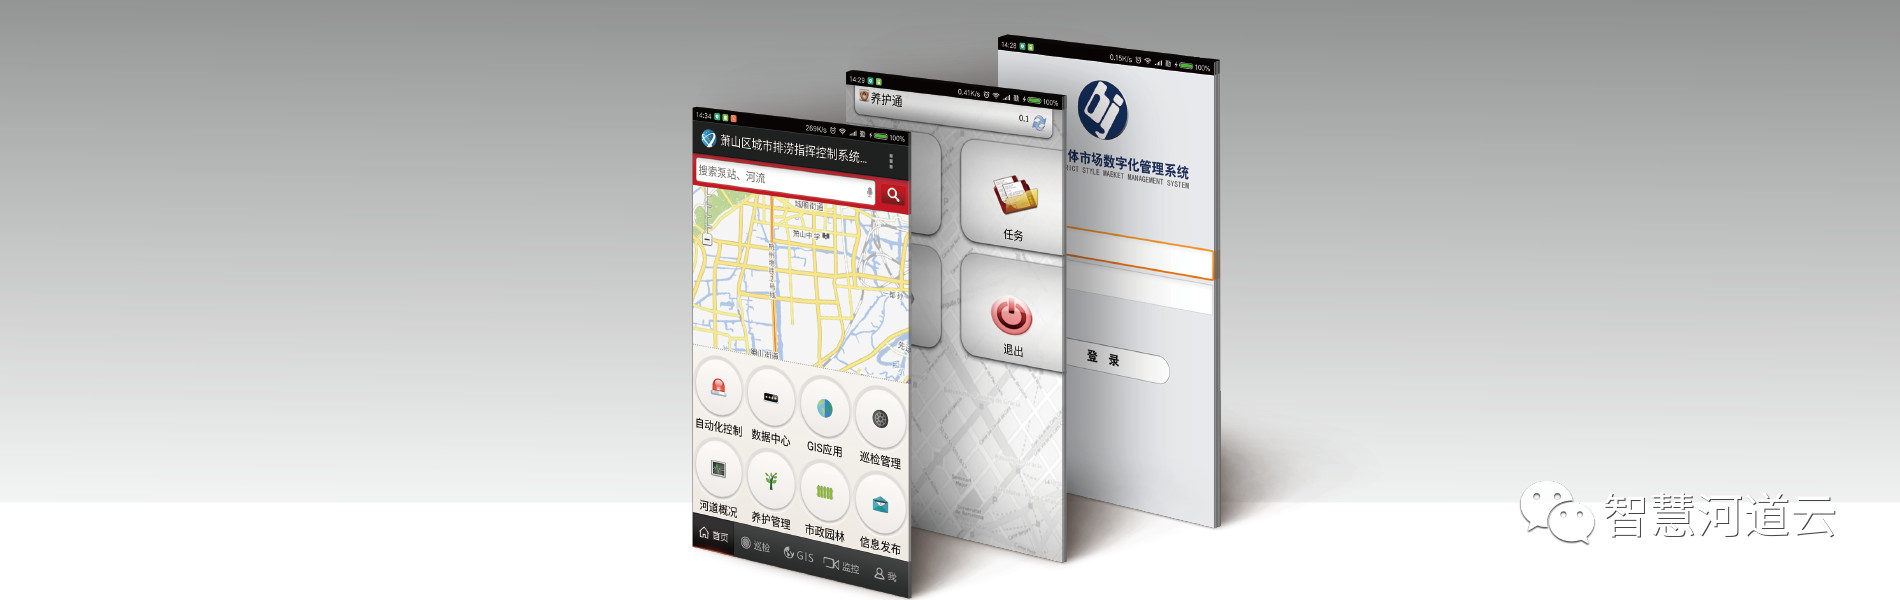 14:34
269K/s
100%
萧山区城市排涝指挥控制系统...
搜索泵站、河流
城厢街道
萧山中学
萧山街道
自动化控制
数据中心
GIS应用
巡检管理
河道概况
养护管理
市政园林
信息发布
首页
巡检
GIS
监控
我
14:29
0.41K/s
100%
养护通
0.1
任务
退出
14:28
0.15K/s
100%
体市场数字化管理系统
ICT STYLE MAEKET MANAGEMENT SYSTEM
登 录
智慧河道云